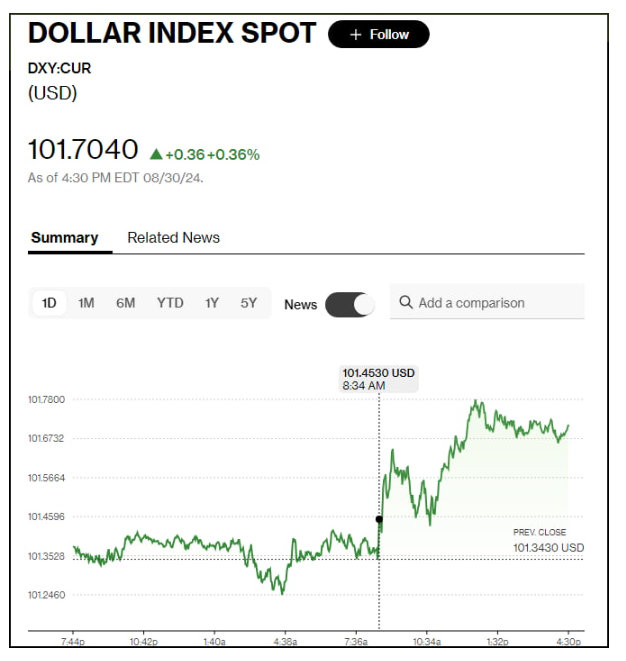 DOLLAR INDEX SPOT + Follow
DXY:CUR
(USD)
101.7040 ▲+0.36+0.36%
As of 4:30 PM EDT 08/30/24.
Summary Related News
1D 1M 6M YTD 1Y 5Y News Add a comparison
101.4530 USD
8:34 AM
101.7800
101.6732
101.5664
101.4596
PREV. CLOSE
101.3430 USD
101.3528
101.2460
7:44p 10:42p 1:40a 4:38a 7:36a 10:34a 1:32p 4:30p